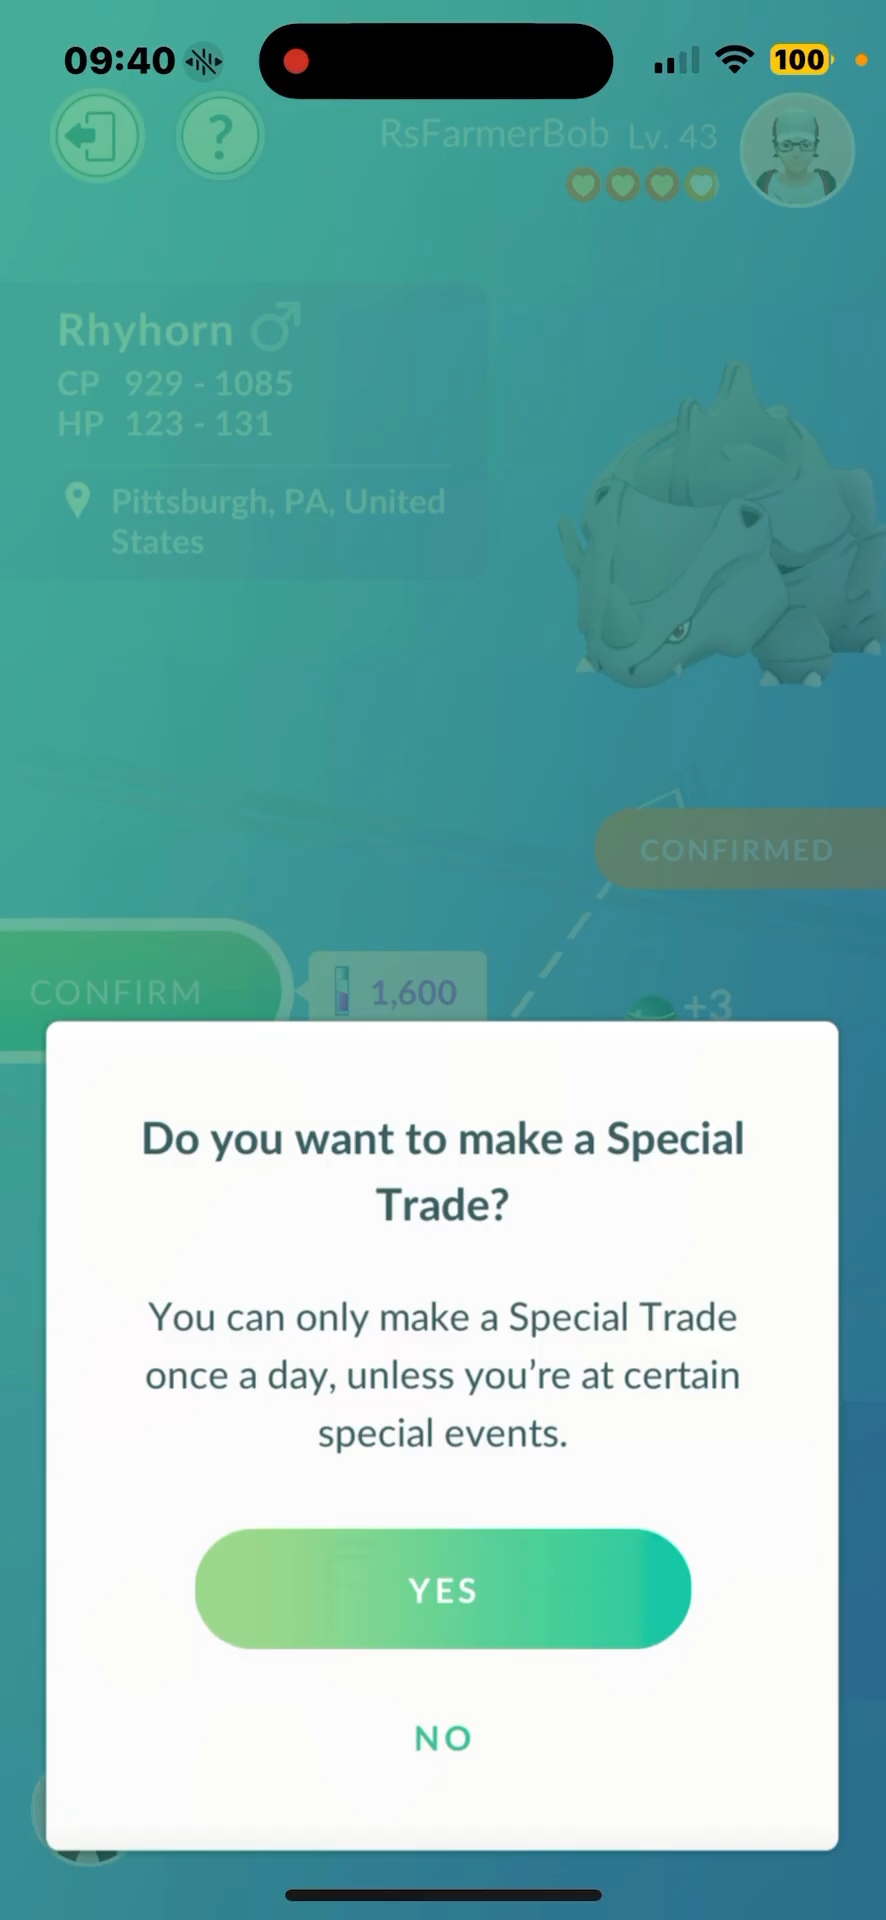 09:40
100
?
RsFarmerBob Lv. 43
Rhyhorn
CP 929 - 1085
HP 123 - 131
Pittsburgh, PA, United
States
CONFIRMED
CONFIRM
1,600
+3
Do you want to make a Special
Trade?
You can only make a Special Trade
once a day, unless you’re at certain
special events.
YES
NO